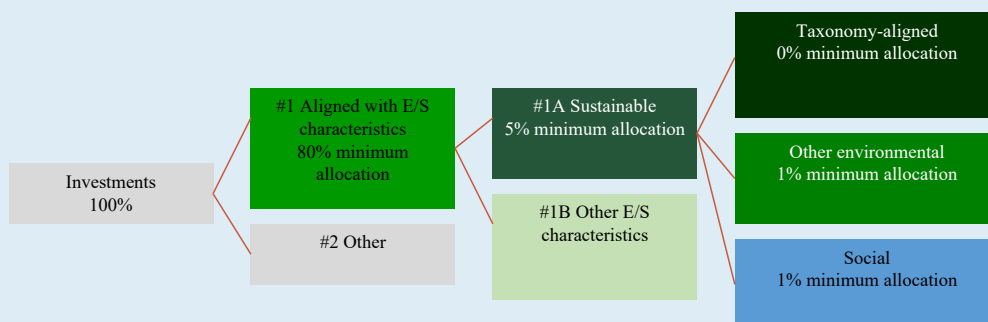 Investments
100%
#1 Aligned with E/S
characteristics
80% minimum
allocation
#2 Other
#1A Sustainable
5% minimum allocation
#1B Other E/S
characteristics
Taxonomy-aligned
0% minimum allocation
Other environmental
1% minimum allocation
Social
1% minimum allocation